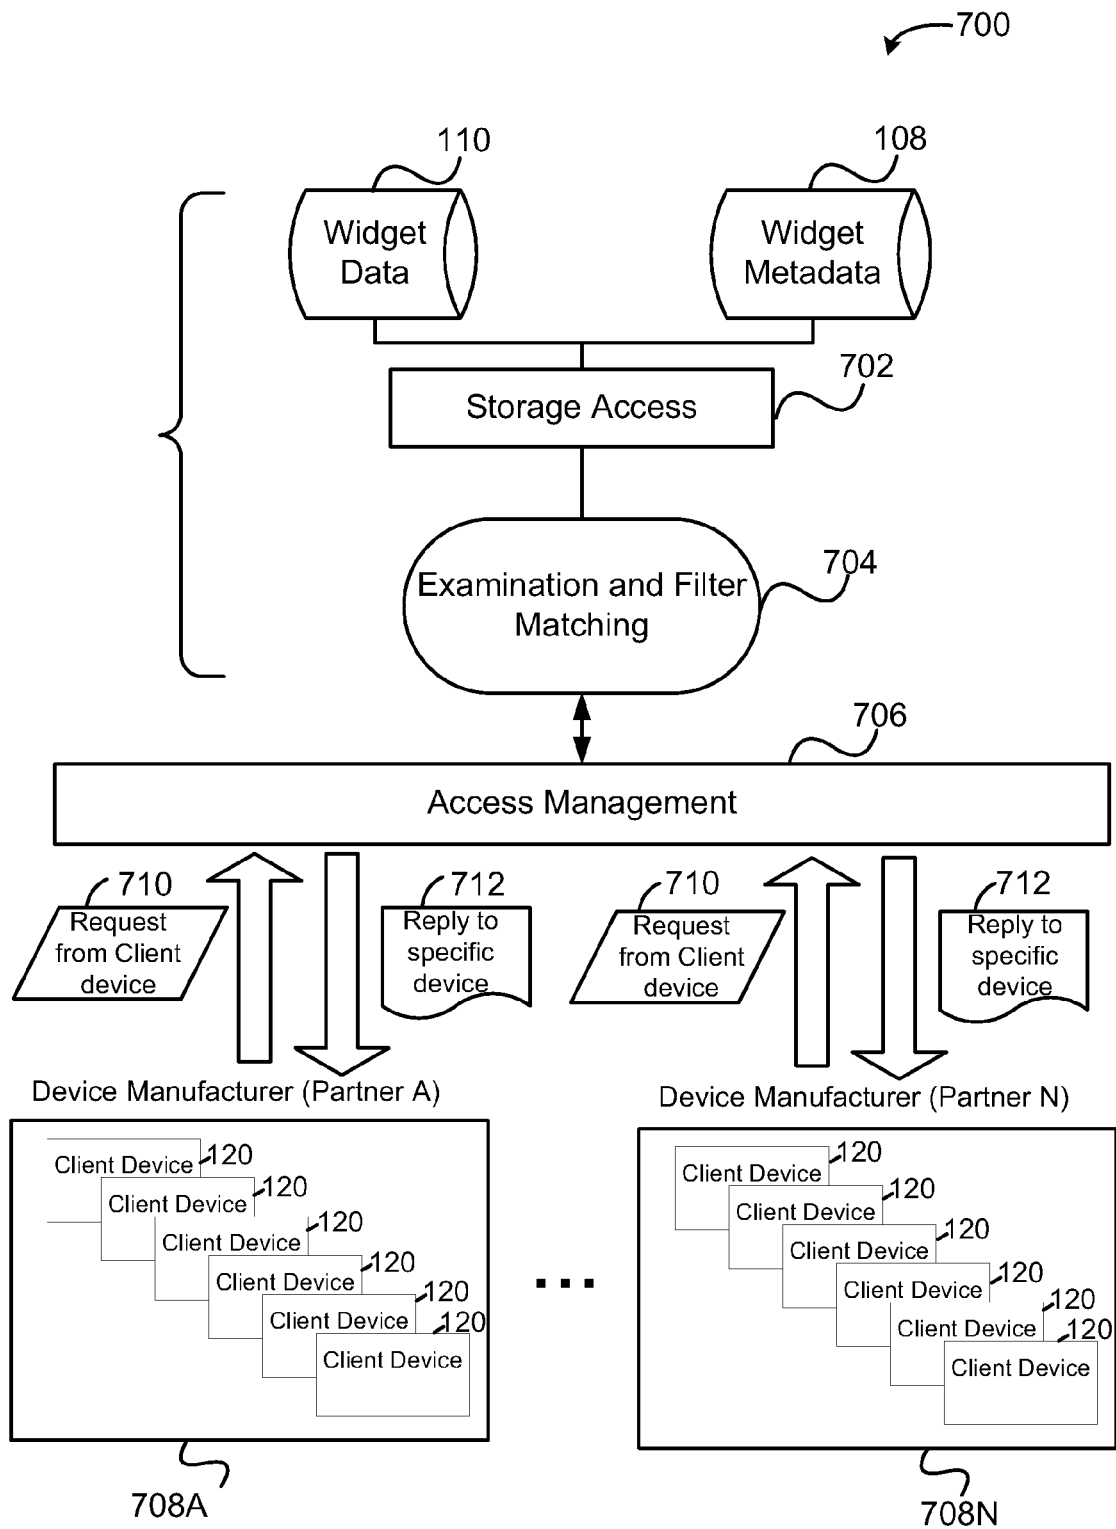 700
110
108
Widget
Data
Widget
Metadata
702
Storage Access
704
Examination and Filter
Matching
706
Access Management
710
Request
from Client
device
712
Reply to
specific
device
710
Request
from Client
device
712
Reply to
specific
device
Device Manufacturer (Partner A)
Client Device
120
Client Device
120
Client Device
120
Client Device
120
Client Device
120
Client Device
120
708A
...
Device Manufacturer (Partner N)
Client Device
120
Client Device
120
Client Device
120
Client Device
120
Client Device
120
Client Device
120
708N